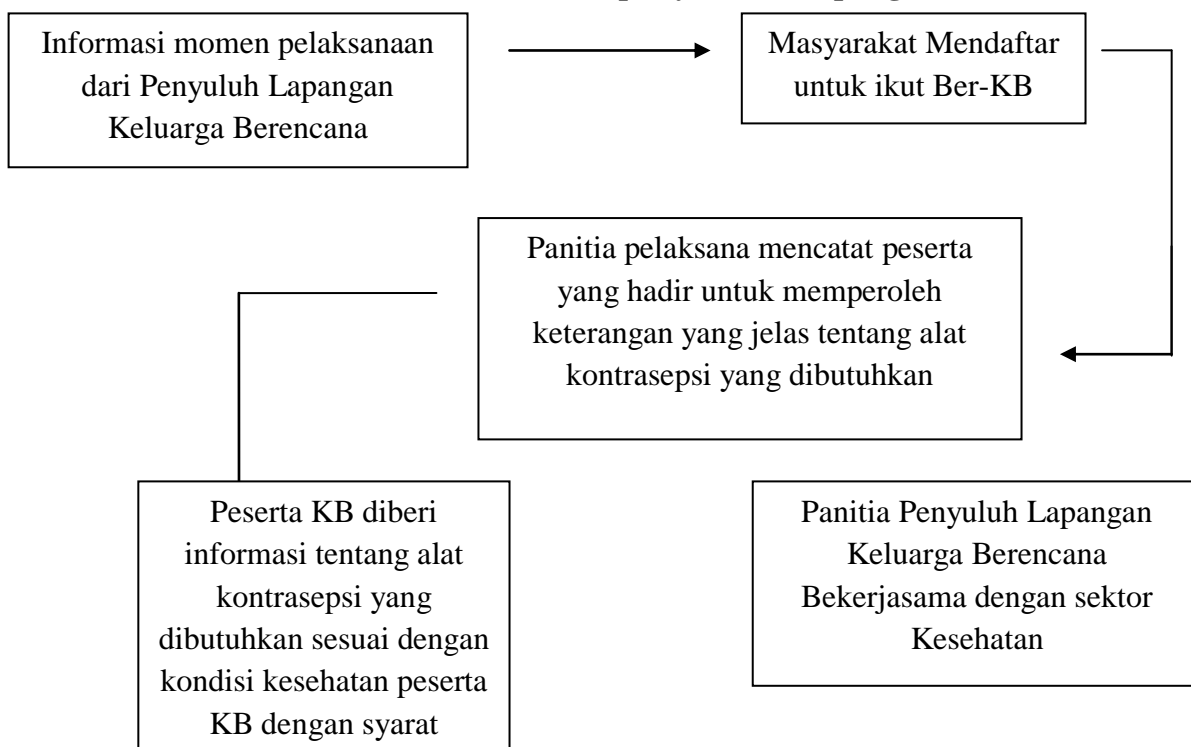 Informasi momen pelaksanaan
dari Penyuluh Lapangan
Keluarga Berencana
Masyarakat Mendaftar
untuk ikut Ber-KB
Panitia pelaksana mencatat peserta
yang hadir untuk memperoleh
keterangan yang jelas tentang alat
kontrasepsi yang dibutuhkan
Peserta KB diberi
informasi tentang alat
kontrasepsi yang
dibutuhkan sesuai dengan
kondisi kesehatan peserta
KB dengan syarat
Panitia Penyuluh Lapangan
Keluarga Berencana
Bekerjasama dengan sektor
Kesehatan